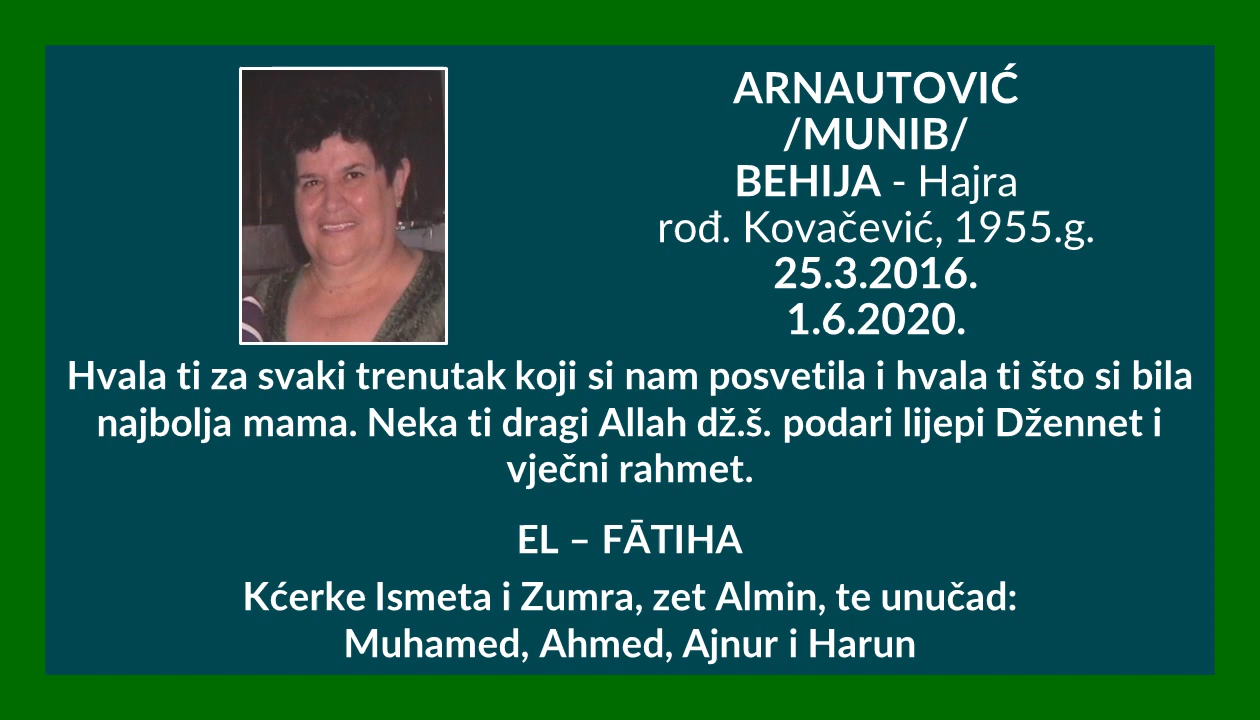 ARNAUTOVIĆ
/MUNIB/
BEHIJA - Hajra
rođ. Kovačević, 1955.g.
25.3.2016.
1.6.2020.
Hvala ti za svaki trenutak koji si nam posvetila i hvala ti što si bila
najbolja mama. Neka ti dragi Allah dž.š. podari lijepi Džennet i
vječni rahmet.
EL – FĀTIHA
Kćerke Ismeta i Zumra, zet Almin, te unučad:
Muhamed, Ahmed, Ajnur i Harun